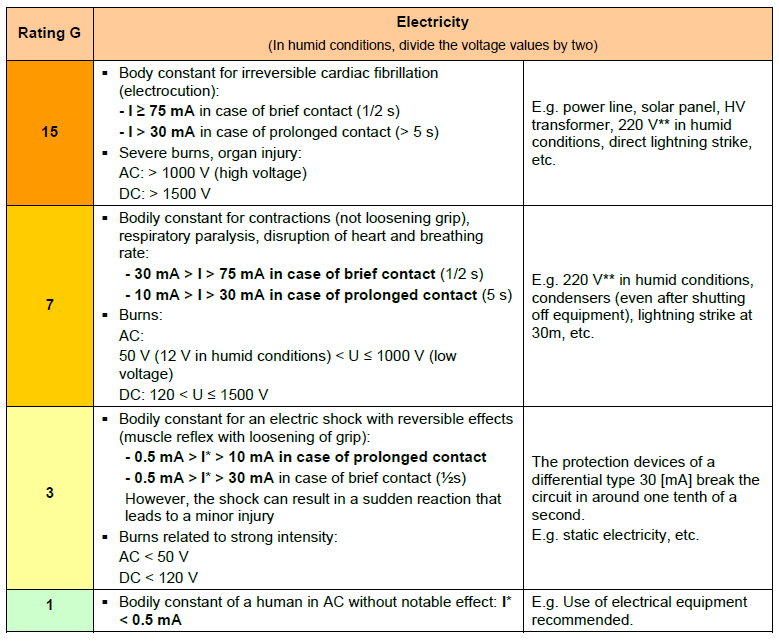 Rating G
Electricity
(In humid conditions, divide the voltage values by two)
15
▪ Body constant for irreversible cardiac fibrillation
(electrocution):
- I ≥ 75 mA in case of brief contact (1/2 s)
- I > 30 mA in case of prolonged contact (> 5 s)
▪ Severe burns, organ injury:
AC: > 1000 V (high voltage)
DC: > 1500 V
E.g. power line, solar panel, HV
transformer, 220 V** in humid
conditions, direct lightning strike,
etc.
7
▪ Bodily constant for contractions (not loosening grip),
respiratory paralysis, disruption of heart and breathing
rate:
- 30 mA > I > 75 mA in case of brief contact (1/2 s)
- 10 mA > I > 30 mA in case of prolonged contact (5 s)
▪ Burns:
AC:
50 V (12 V in humid conditions) < U ≤ 1000 V (low
voltage)
DC: 120 < U ≤ 1500 V
E.g. 220 V** in humid conditions,
condensers (even after shutting
off equipment), lightning strike at
30m, etc.
3
▪ Bodily constant for an electric shock with reversible effects
(muscle reflex with loosening of grip):
- 0.5 mA > I* > 10 mA in case of prolonged contact
- 0.5 mA > I* > 30 mA in case of brief contact (½s)
However, the shock can result in a sudden reaction that
leads to a minor injury
▪ Burns related to strong intensity:
AC < 50 V
DC < 120 V
The protection devices of a
differential type 30 [mA] break the
circuit in around one tenth of a
second.
E.g. static electricity, etc.
1
▪ Bodily constant of a human in AC without notable effect: I*
< 0.5 mA
E.g. Use of electrical equipment
recommended.